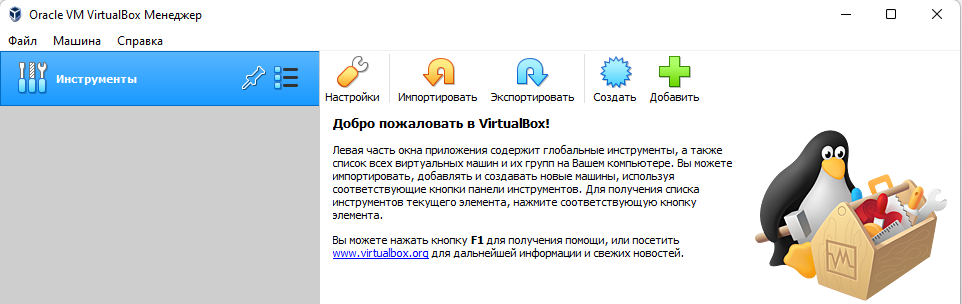 Oracle VM VirtualBox Менеджер
Файл Машина Справка
Инструменты
Настройки Импортировать Экспортировать Создать Добавить
Добро пожаловать в VirtualBox!
Левая часть окна приложения содержит глобальные инструменты, а также
список всех виртуальных машин и их групп на Вашем компьютере. Вы можете
импортировать, добавлять и создавать новые машины, используя
соответствующие кнопки панели инструментов. Для получения списка
инструментов текущего элемента, нажмите соответствующую кнопку
элемента.
Вы можете нажать кнопку F1 для получения помощи, или посетить
www.virtualbox.org для дальнейшей информации и свежих новостей.